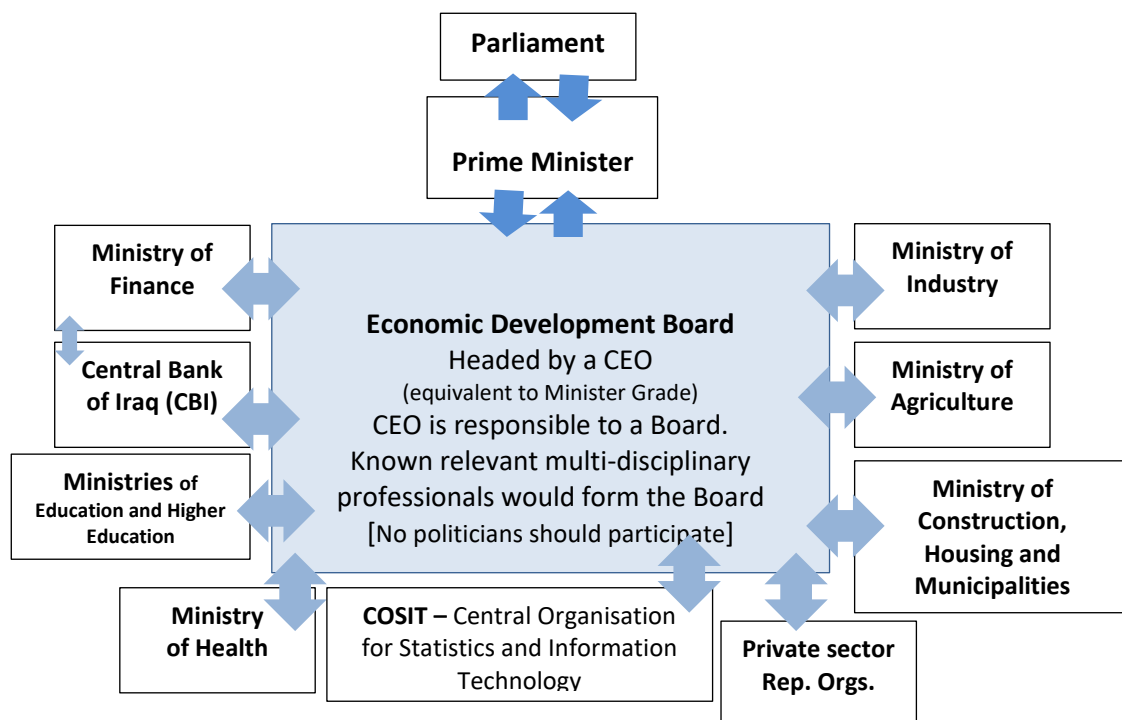 Parliament
Prime Minister
Ministry of
Finance
Central Bank
of Iraq (CBI)
Ministries of
Education and Higher
Education
Ministry
of Health
Economic Development Board
Headed by a CEO
(equivalent to Minister Grade)
CEO is responsible to a Board.
Known relevant multi-disciplinary
professionals would form the Board
[No politicians should participate]
COSIT – Central Organisation
for Statistics and Information
Technology
Ministry of
Industry
Ministry of
Agriculture
Ministry of
Construction,
Housing and
Municipalities
Private sector
Rep. Orgs.